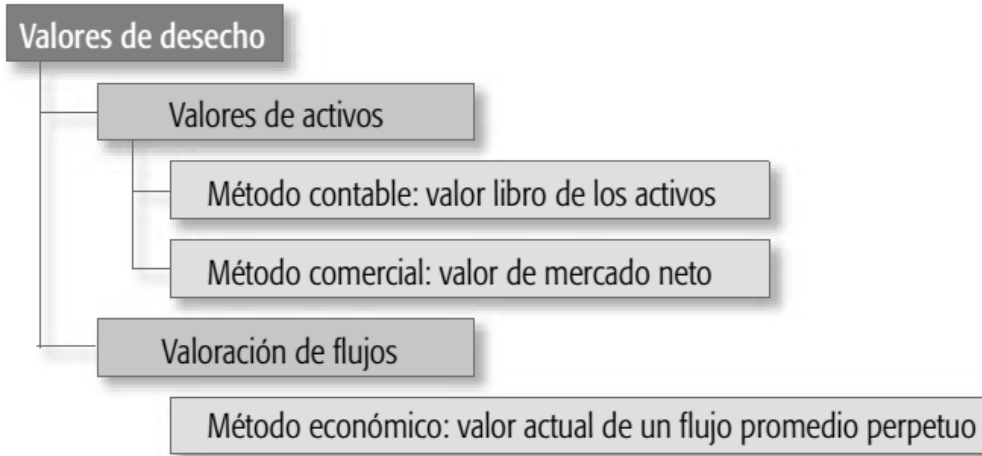 Valores de desecho
Valores de activos
Método contable: valor libro de los activos
Método comercial: valor de mercado neto
Valoración de flujos
Método económico: valor actual de un flujo promedio perpetuo